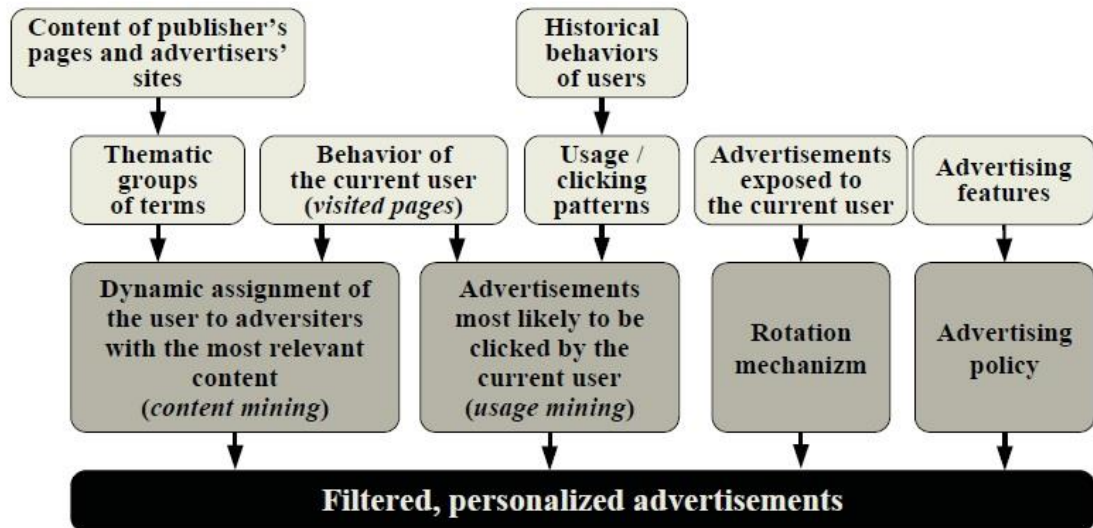 Content of publisher's
pages and advertisers'
sites
Historical
behaviors
of users
Thematic
groups
of terms
Behavior of
the current user
(visited pages)
Usage /
clicking
patterns
Advertisements
exposed to
the current user
Advertising
features
Dynamic assignment of
the user to adversiters
with the most relevant
content
(content mining)
Advertisements
most likely to be
clicked by the
current user
(usage mining)
Rotation
mechanizm
Advertising
policy
Filtered, personalized advertisements